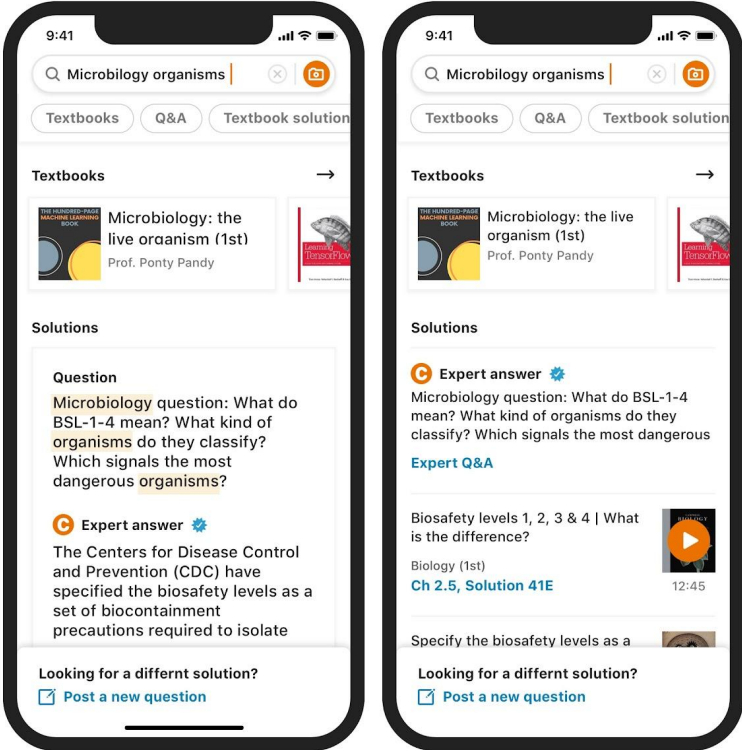 9:41
Microbilogy organisms
Textbooks
Q&A
Textbook solution
Textbooks
THE HUNDRED-PAGE
MACHINE LEARNING
BOOK
Microbiology: the
live organism (1st)
Prof. Ponty Pandy
Learning
TensorFlow
Solutions
Question
Microbiology question: What do
BSL-1-4 mean? What kind of
organisms do they classify?
Which signals the most
dangerous organisms?
C Expert answer
The Centers for Disease Control
and Prevention (CDC) have
specified the biosafety levels as a
set of biocontainment
precautions required to isolate
Looking for a differnt solution?
Post a new question
9:41
Microbilogy organisms
Textbooks
Q&A
Textbook solution
Textbooks
THE HUNDRED-PAGE
MACHINE LEARNING
BOOK
Microbiology: the live
organism (1st)
Prof. Ponty Pandy
Learning
TensorFlow
Solutions
C Expert answer
Microbiology question: What do BSL-1-4
mean? What kind of organisms do they
classify? Which signals the most dangerous
Expert Q&A
Biosafety levels 1, 2, 3 & 4 | What
is the difference?
Biology (1st)
Ch 2.5, Solution 41E
BIOLOGY
12:45
Specify the biosafety levels as a
Looking for a differnt solution?
Post a new question